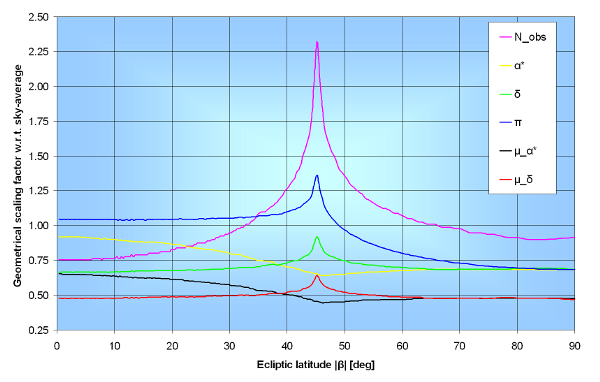 2.50
2.25
2.00
1.75
1.50
1.25
1.00
0.75
0.50
0.25
Geometrical scaling factor w.r.t. sky-average
0 10 20 30 40 50 60 70 80 90
Ecliptic latitude |β| [deg]
N_obs
α*
δ
π
μ_α*
μ_δ